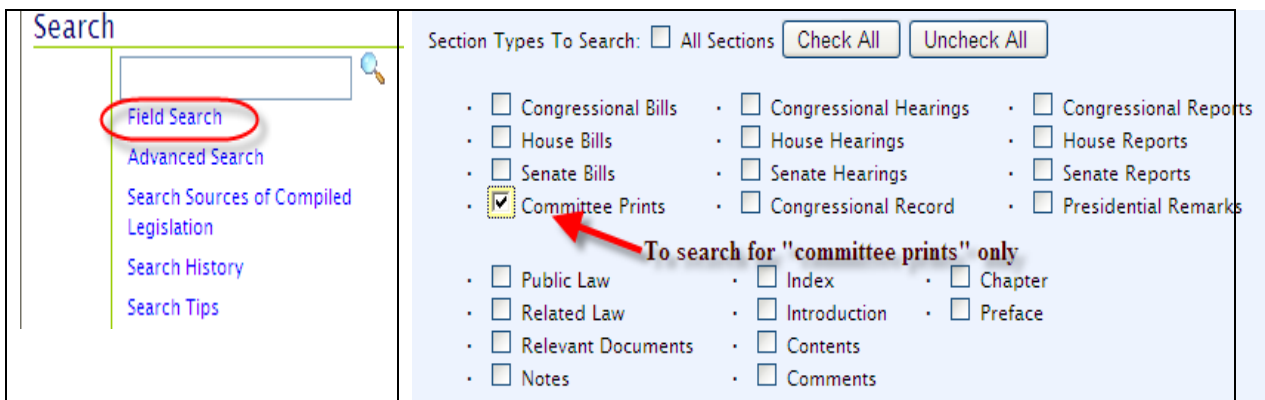 Search
Field Search
Advanced Search
Search Sources of Compiled
Legislation
Search History
Search Tips
Section Types To Search: All Sections Check All Uncheck All
· Congressional Bills · Congressional Hearings · Congressional Reports
· House Bills · House Hearings · House Reports
· Senate Bills · Senate Hearings · Senate Reports
· Committee Prints · Congressional Record · Presidential Remarks
To search for "committee prints" only
· Public Law · Index · Chapter
· Related Law · Introduction · Preface
· Relevant Documents · Contents
· Notes · Comments